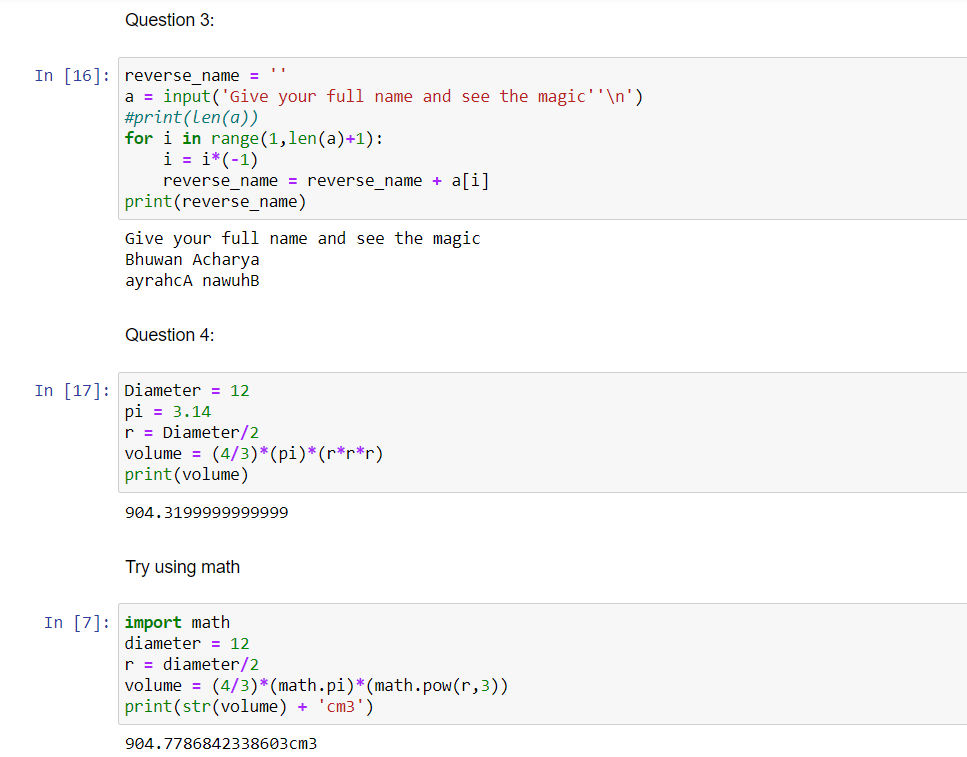 Question 3:
In [16]: reverse_name = ''
a = input('Give your full name and see the magic''\n')
#print(len(a))
for i in range(1,len(a)+1):
    i = i*(-1)
    reverse_name = reverse_name + a[i]
print(reverse_name)
Give your full name and see the magic
Bhuwan Acharya
ayrahcA nawuhB
Question 4:
In [17]: Diameter = 12
pi = 3.14
r = Diameter/2
volume = (4/3)*(pi)*(r*r*r)
print(volume)
904.3199999999999
Try using math
In [7]: import math
diameter = 12
r = diameter/2
volume = (4/3)*(math.pi)*(math.pow(r,3))
print(str(volume) + 'cm3')
904.7786842338603cm3